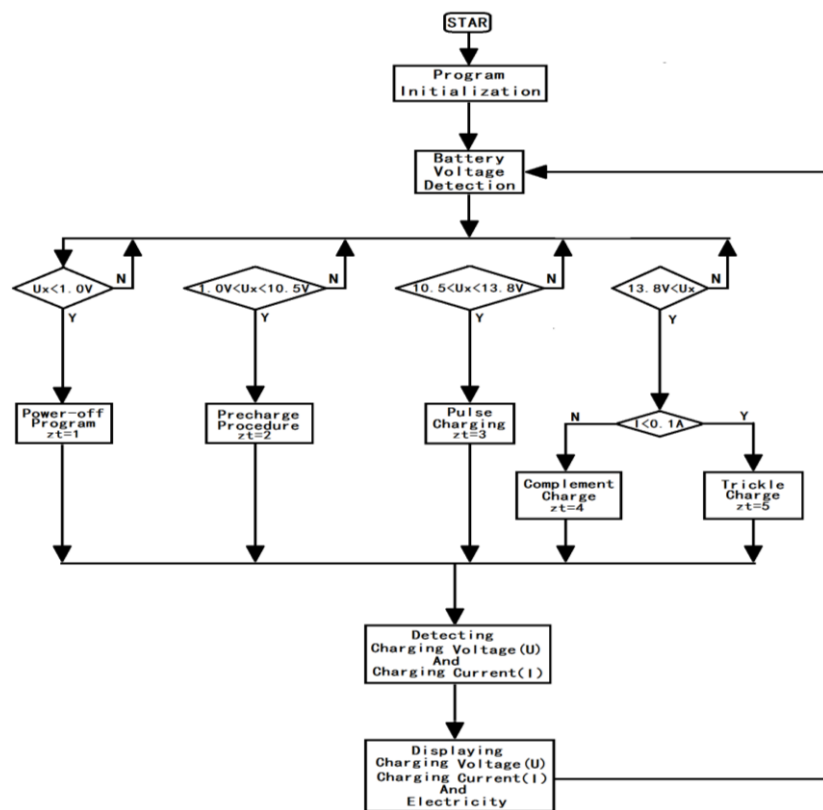 STAR
Program
Initialization
Battery
Voltage
Detection
Ux<1.0V
N
Y
1.0V<Ux<10.5V
N
Y
10.5<Ux<13.8V
N
Y
13.8V<Ux
N
Y
Power-off
Program
zt=1
Precharge
Procedure
zt=2
Pulse
Charging
zt=3
N
I<0.1A
Y
Complement
Charge
zt=4
Trickle
Charge
zt=5
Detecting
Charging Voltage(U)
And
Charging Current(I)
Displaying
Charging Voltage(U)
Charging Current(I)
And
Electricity